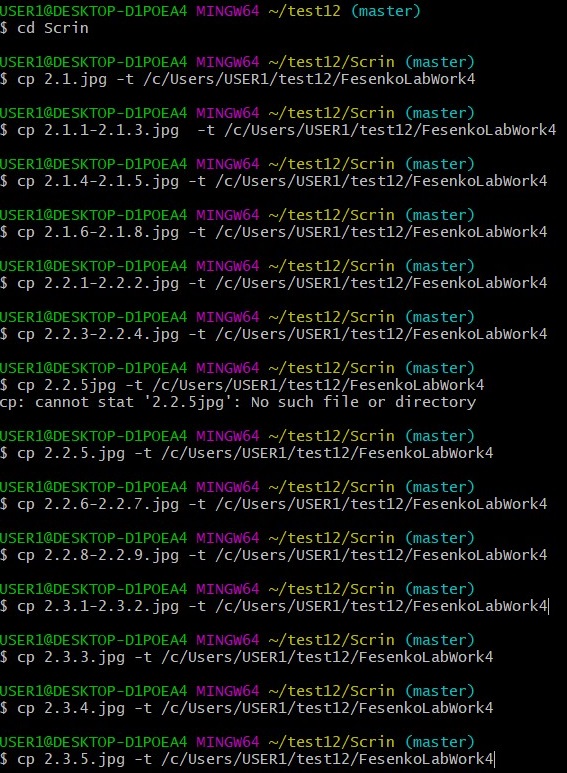 USER1@DESKTOP-D1POEA4 MINGW64 ~/test12 (master)
$ cd Scrin
USER1@DESKTOP-D1POEA4 MINGW64 ~/test12/Scrin (master)
$ cp 2.1.jpg -t /c/Users/USER1/test12/FesenkoLabWork4
USER1@DESKTOP-D1POEA4 MINGW64 ~/test12/Scrin (master)
$ cp 2.1.1-2.1.3.jpg  -t /c/Users/USER1/test12/FesenkoLabWork4
USER1@DESKTOP-D1POEA4 MINGW64 ~/test12/Scrin (master)
$ cp 2.1.4-2.1.5.jpg -t /c/Users/USER1/test12/FesenkoLabWork4
USER1@DESKTOP-D1POEA4 MINGW64 ~/test12/Scrin (master)
$ cp 2.1.6-2.1.8.jpg -t /c/Users/USER1/test12/FesenkoLabWork4
USER1@DESKTOP-D1POEA4 MINGW64 ~/test12/Scrin (master)
$ cp 2.2.1-2.2.2.jpg -t /c/Users/USER1/test12/FesenkoLabWork4
USER1@DESKTOP-D1POEA4 MINGW64 ~/test12/Scrin (master)
$ cp 2.2.3-2.2.4.jpg -t /c/Users/USER1/test12/FesenkoLabWork4
USER1@DESKTOP-D1POEA4 MINGW64 ~/test12/Scrin (master)
$ cp 2.2.5jpg -t /c/Users/USER1/test12/FesenkoLabWork4
cp: cannot stat '2.2.5jpg': No such file or directory
USER1@DESKTOP-D1POEA4 MINGW64 ~/test12/Scrin (master)
$ cp 2.2.5.jpg -t /c/Users/USER1/test12/FesenkoLabWork4
USER1@DESKTOP-D1POEA4 MINGW64 ~/test12/Scrin (master)
$ cp 2.2.6-2.2.7.jpg -t /c/Users/USER1/test12/FesenkoLabWork4
USER1@DESKTOP-D1POEA4 MINGW64 ~/test12/Scrin (master)
$ cp 2.2.8-2.2.9.jpg -t /c/Users/USER1/test12/FesenkoLabWork4
USER1@DESKTOP-D1POEA4 MINGW64 ~/test12/Scrin (master)
$ cp 2.3.1-2.3.2.jpg -t /c/Users/USER1/test12/FesenkoLabWork4
USER1@DESKTOP-D1POEA4 MINGW64 ~/test12/Scrin (master)
$ cp 2.3.3.jpg -t /c/Users/USER1/test12/FesenkoLabWork4
USER1@DESKTOP-D1POEA4 MINGW64 ~/test12/Scrin (master)
$ cp 2.3.4.jpg -t /c/Users/USER1/test12/FesenkoLabWork4
USER1@DESKTOP-D1POEA4 MINGW64 ~/test12/Scrin (master)
$ cp 2.3.5.jpg -t /c/Users/USER1/test12/FesenkoLabWork4